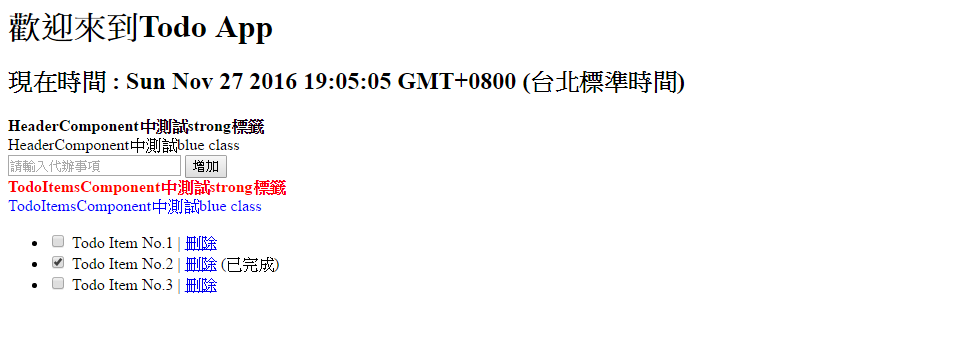 歡迎來到Todo App
現在時間 : Sun Nov 27 2016 19:05:05 GMT+0800 (台北標準時間)
HeaderComponent中測試strong標籤
HeaderComponent中測試blue class
請輸入代辦事項 增加
TodoItemsComponent中測試strong標籤
TodoItemsComponent中測試blue class
Todo Item No.1 | 刪除
Todo Item No.2 | 刪除 (已完成)
Todo Item No.3 | 刪除